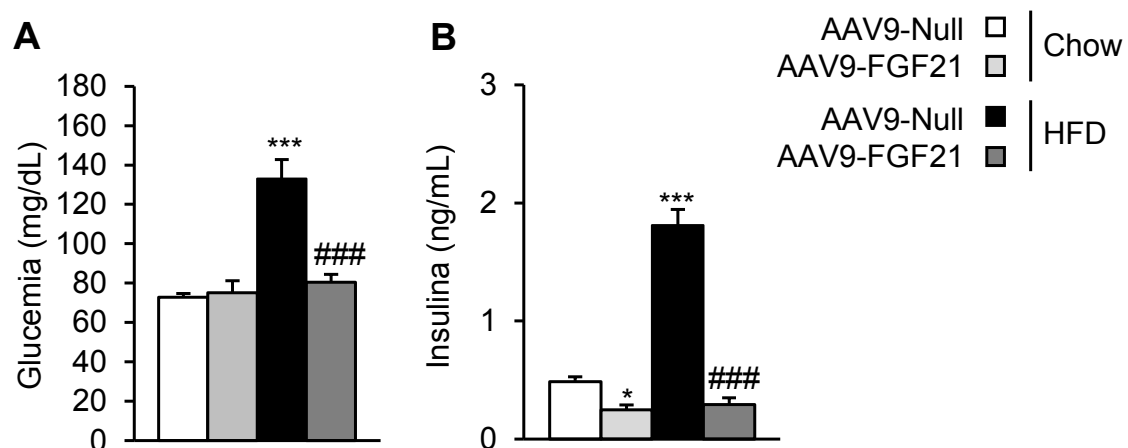 A
Glucemia (mg/dL)
180
160
140
120
100
80
60
40
20
0
***
###
B
Insulina (ng/mL)
3
2
1
0
*
***
###
AAV9-Null
AAV9-FGF21
Chow
AAV9-Null
AAV9-FGF21
HFD